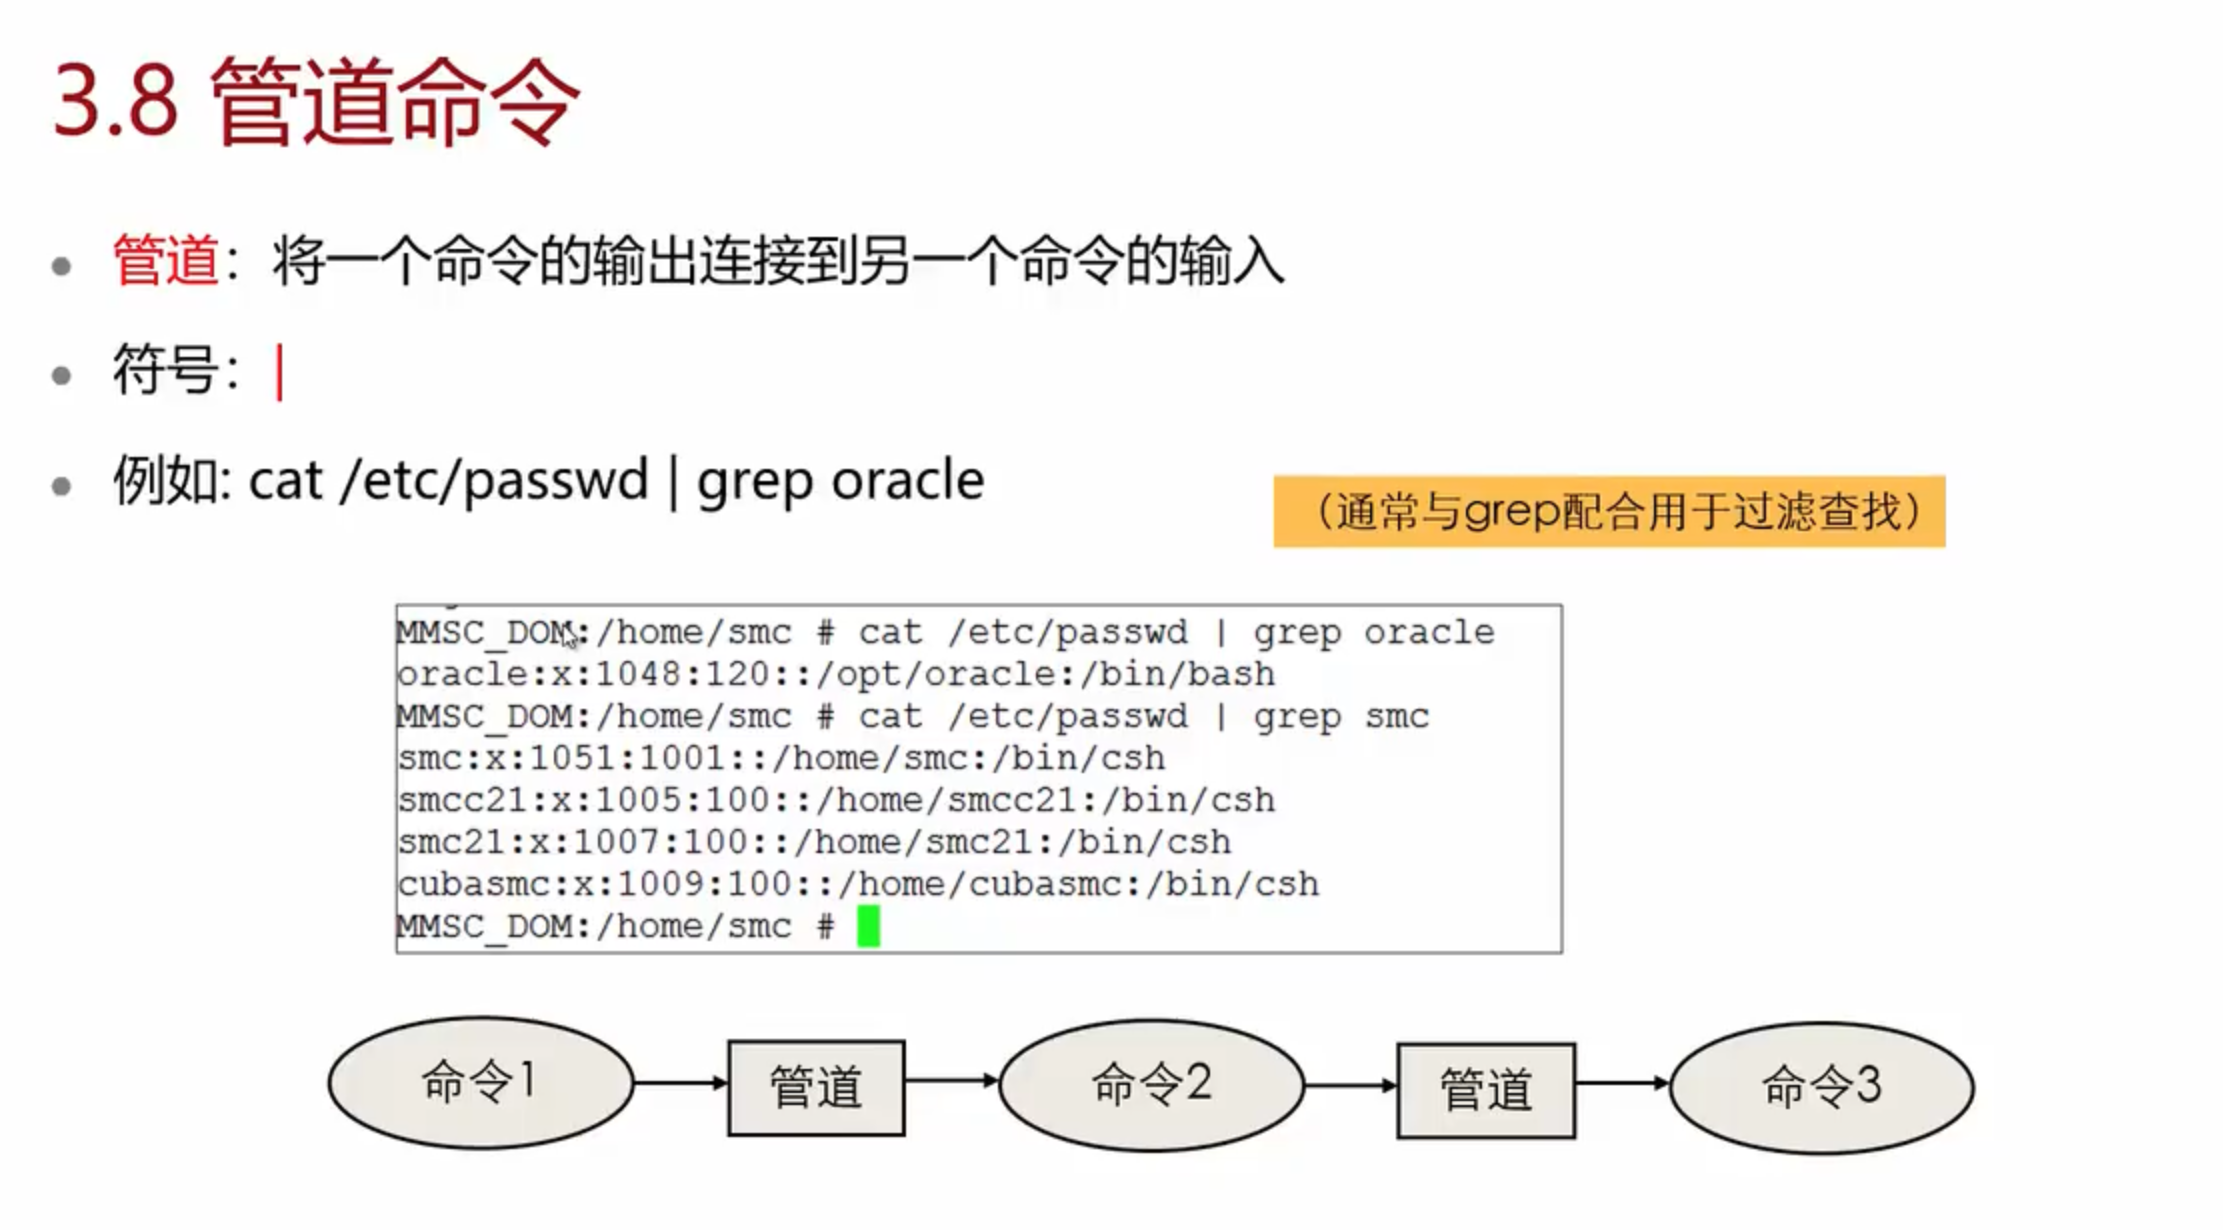 3.8 管道命令
管道：将一个命令的输出连接到另一个命令的输入
符号：|
例如: cat /etc/passwd | grep oracle
（通常与grep配合用于过滤查找）
MMSC_DOM:/home/smc # cat /etc/passwd | grep oracle
oracle:x:1048:120::/opt/oracle:/bin/bash
MMSC_DOM:/home/smc # cat /etc/passwd | grep smc
smc:x:1051:1001::/home/smc:/bin/csh
smcc21:x:1005:100::/home/smcc21:/bin/csh
smc21:x:1007:100::/home/smc21:/bin/csh
cubasmc:x:1009:100::/home/cubasmc:/bin/csh
MMSC_DOM:/home/smc #
命令1 管道 命令2 管道 命令3